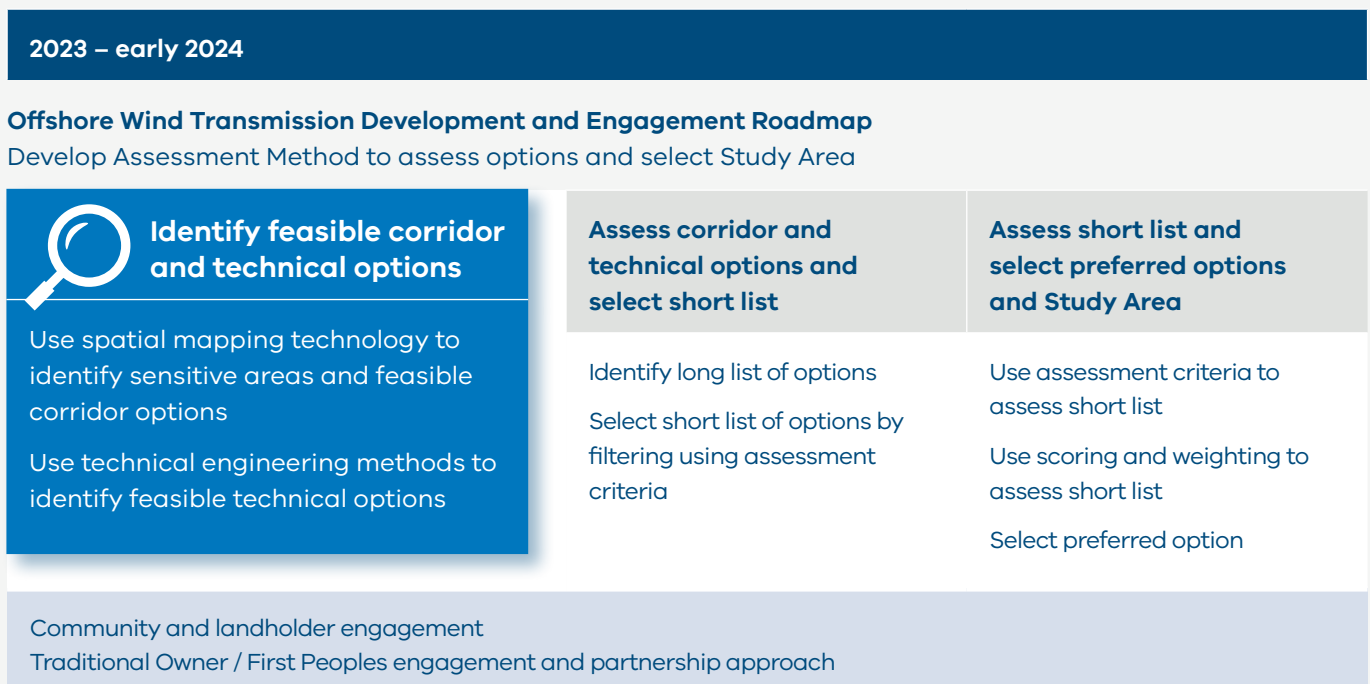 2023 – early 2024
Offshore Wind Transmission Development and Engagement Roadmap
Develop Assessment Method to assess options and select Study Area
Identify feasible corridor
and technical options
Use spatial mapping technology to
identify sensitive areas and feasible
corridor options
Use technical engineering methods to
identify feasible technical options
Assess corridor and
technical options and
select short list
Identify long list of options
Select short list of options by
filtering using assessment
criteria
Assess short list and
select preferred options
and Study Area
Use assessment criteria to
assess short list
Use scoring and weighting to
assess short list
Select preferred option
Community and landholder engagement
Traditional Owner / First Peoples engagement and partnership approach